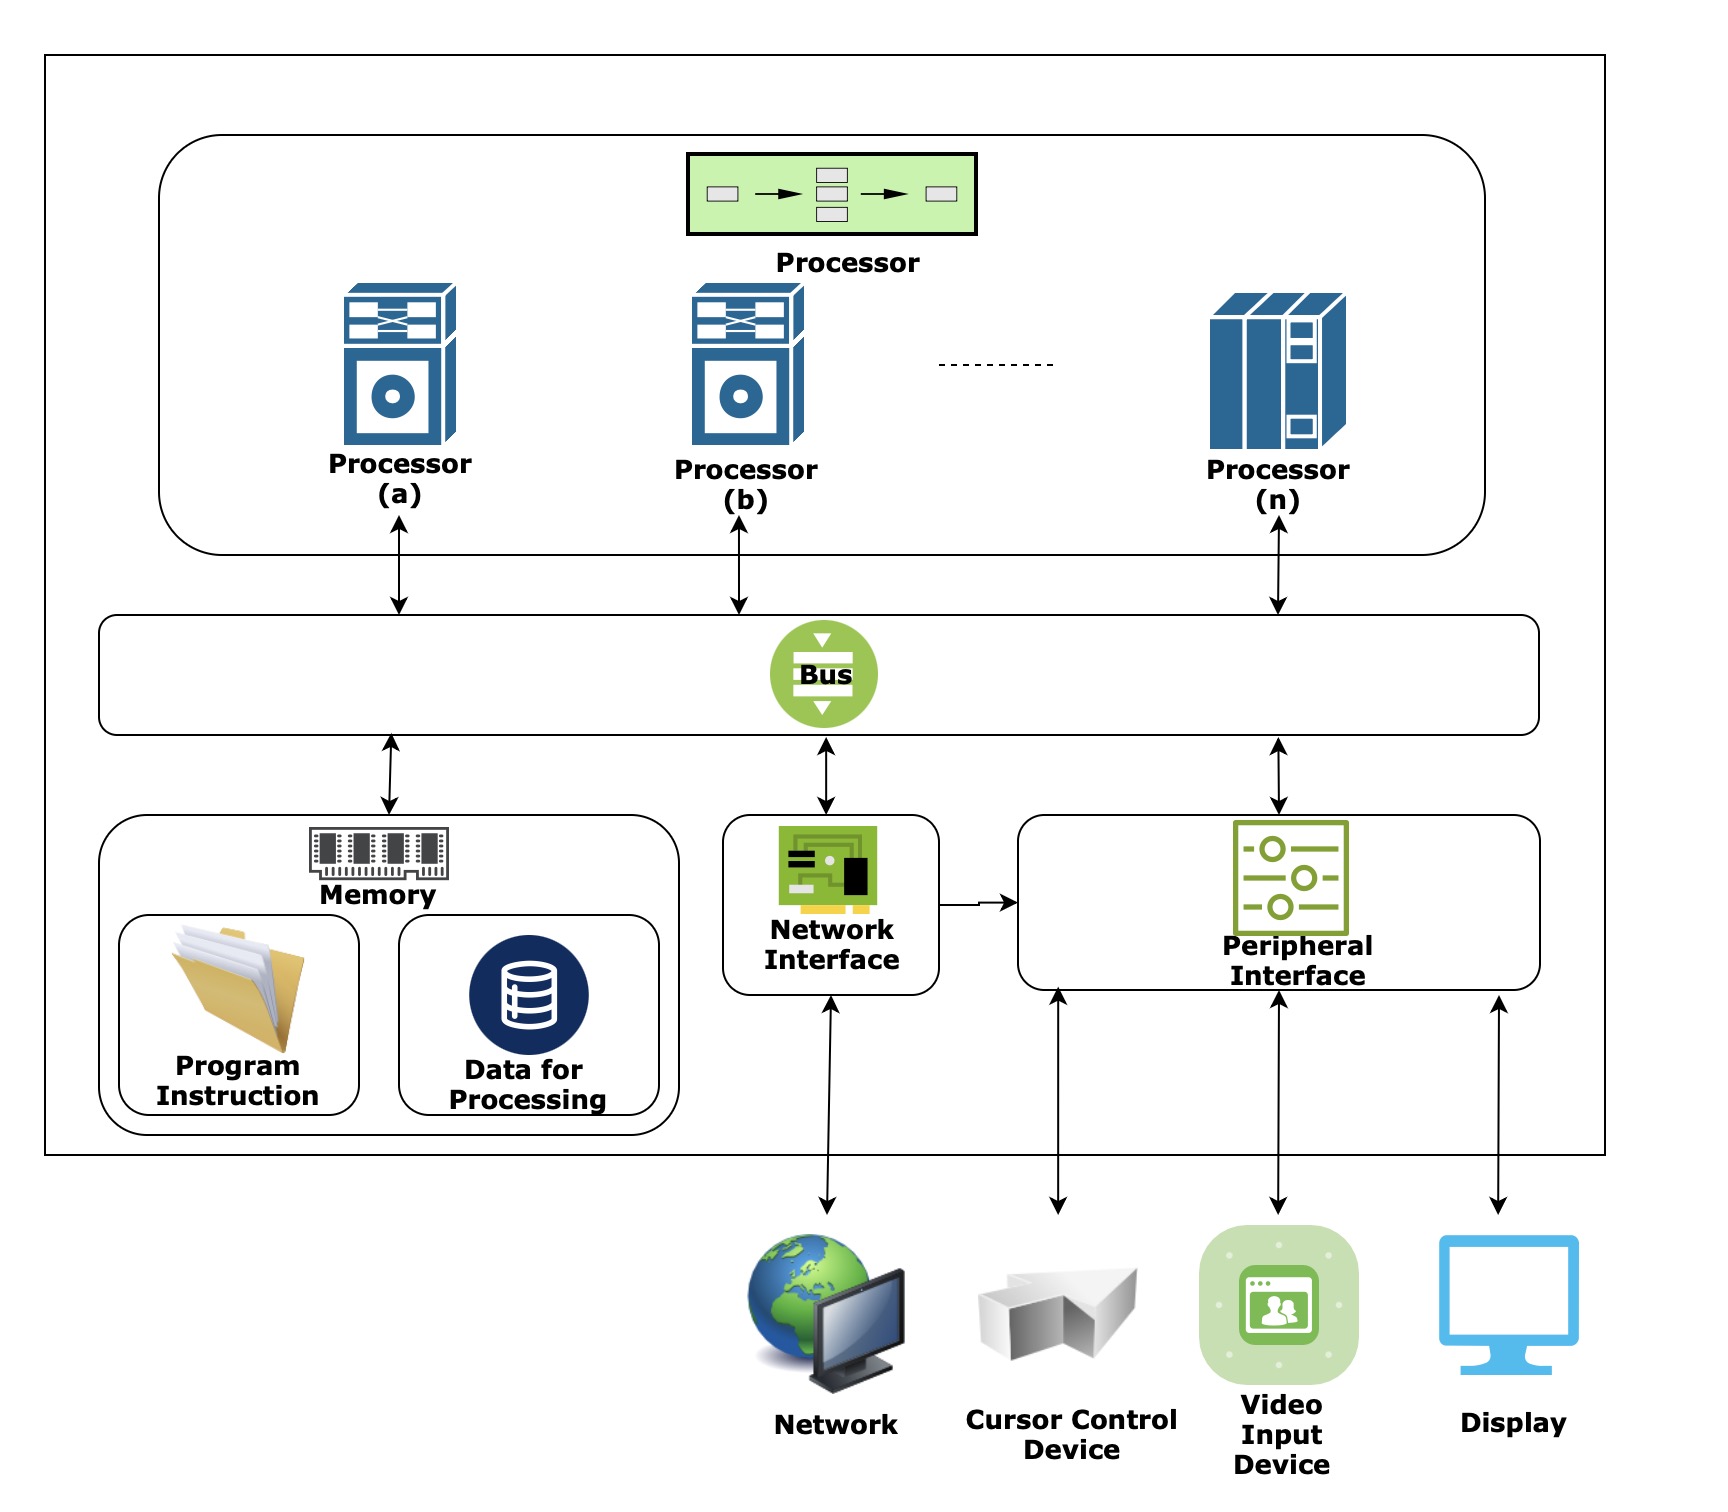 Processor
Processor
(a)
Processor
(b)
Processor
(n)
Bus
Memory
Program
Instruction
Data for
Processing
Network
Interface
Peripheral
Interface
Network
Cursor Control
Device
Video
Input
Device
Display